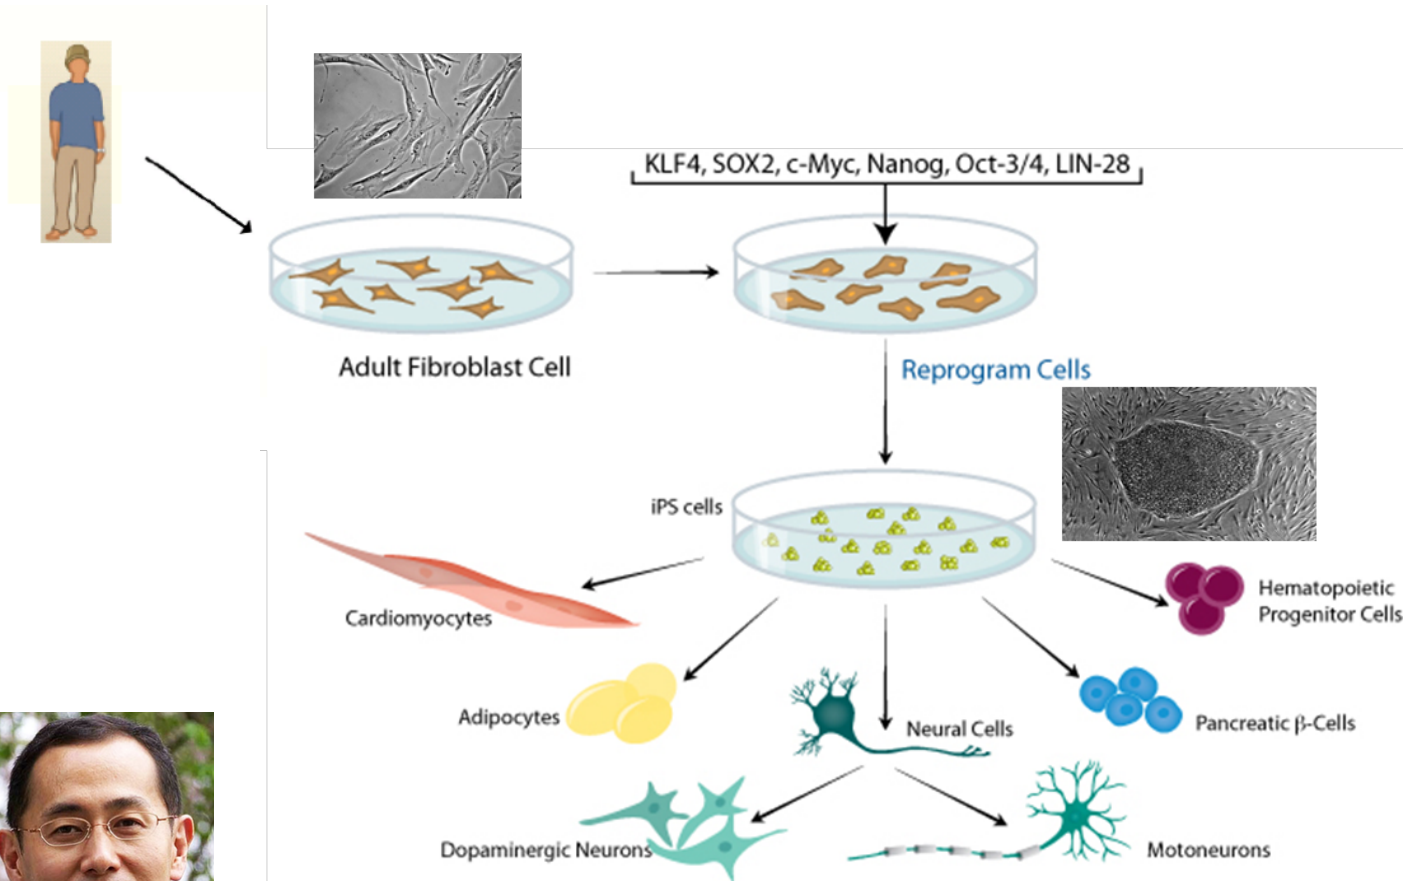 KLF4, SOX2, c-Myc, Nanog, Oct-3/4, LIN-28
Adult Fibroblast Cell
Reprogram Cells
iPS cells
Cardiomyocytes
Hematopoietic
Progenitor Cells
Adipocytes
Neural Cells
Pancreatic β-Cells
Dopaminergic Neurons
Motoneurons